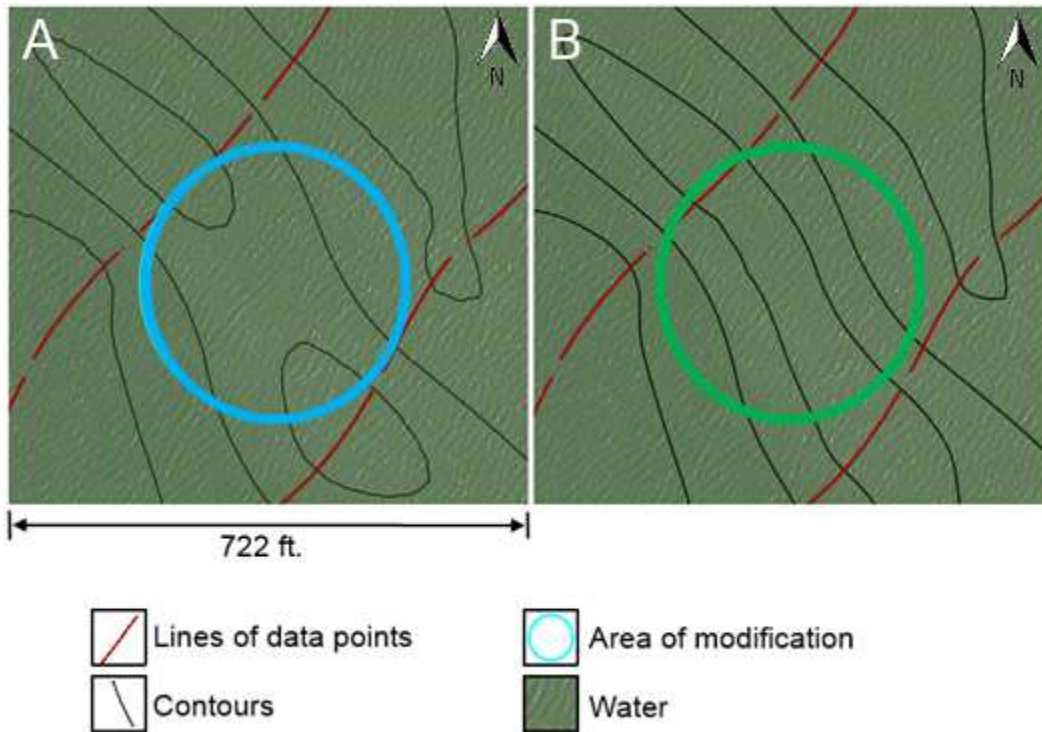 A
N
B
N
722 ft.
Lines of data points
Area of modification
Contours
Water